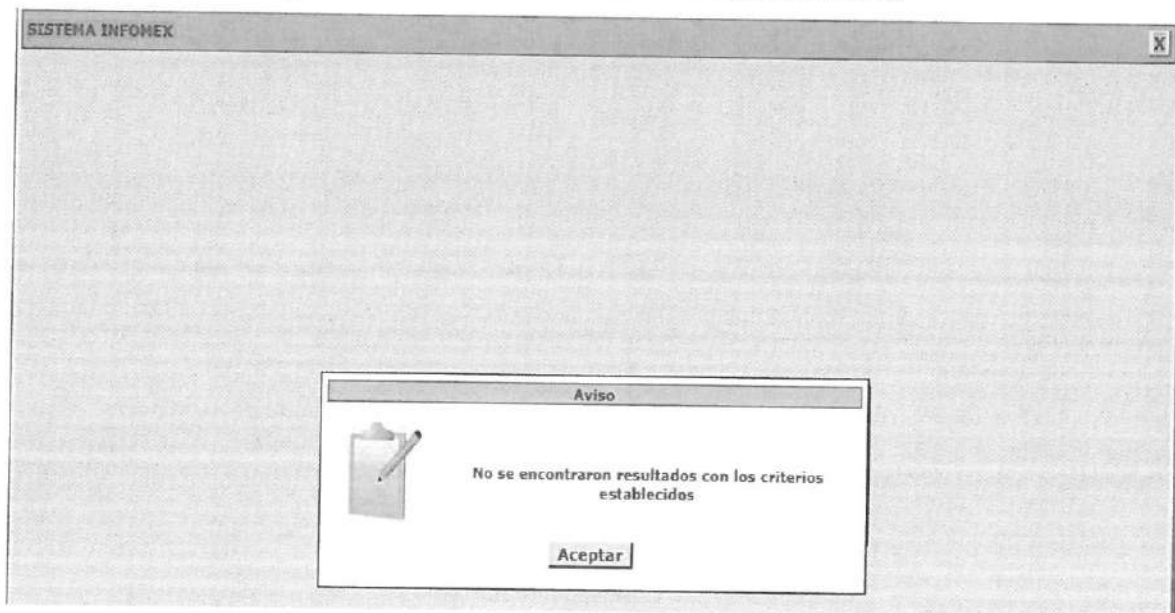 SISTEMA INFOMEX
X
Aviso
No se encontraron resultados con los criterios
establecidos
Aceptar